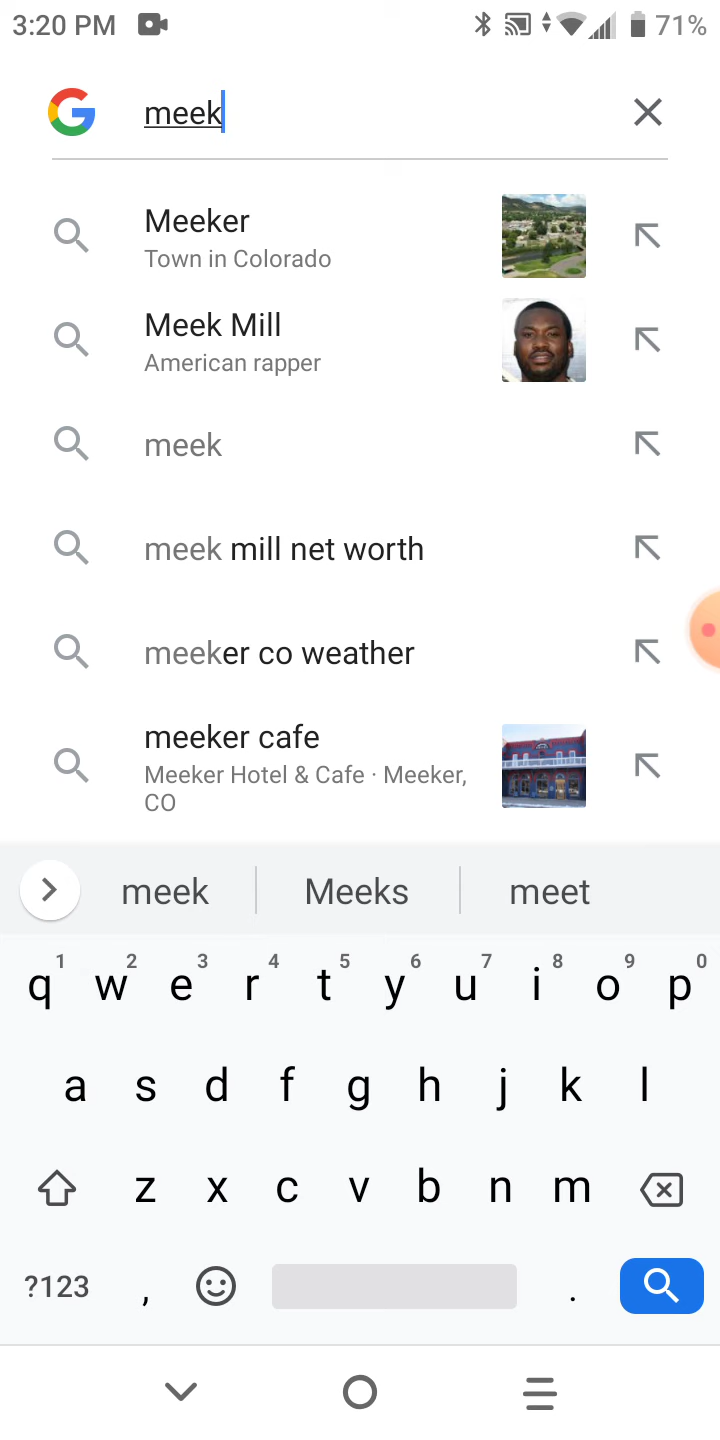 3:20 PM 71%
meek
Meeker
Town in Colorado
Meek Mill
American rapper
meek
meek mill net worth
meeker co weather
meeker cafe
Meeker Hotel & Cafe · Meeker,
CO
meek Meeks meet
1 2 3 4 5 6 7 8 9 0
q w e r t y u i o p
a s d f g h j k l
z x c v b n m
?123 , .